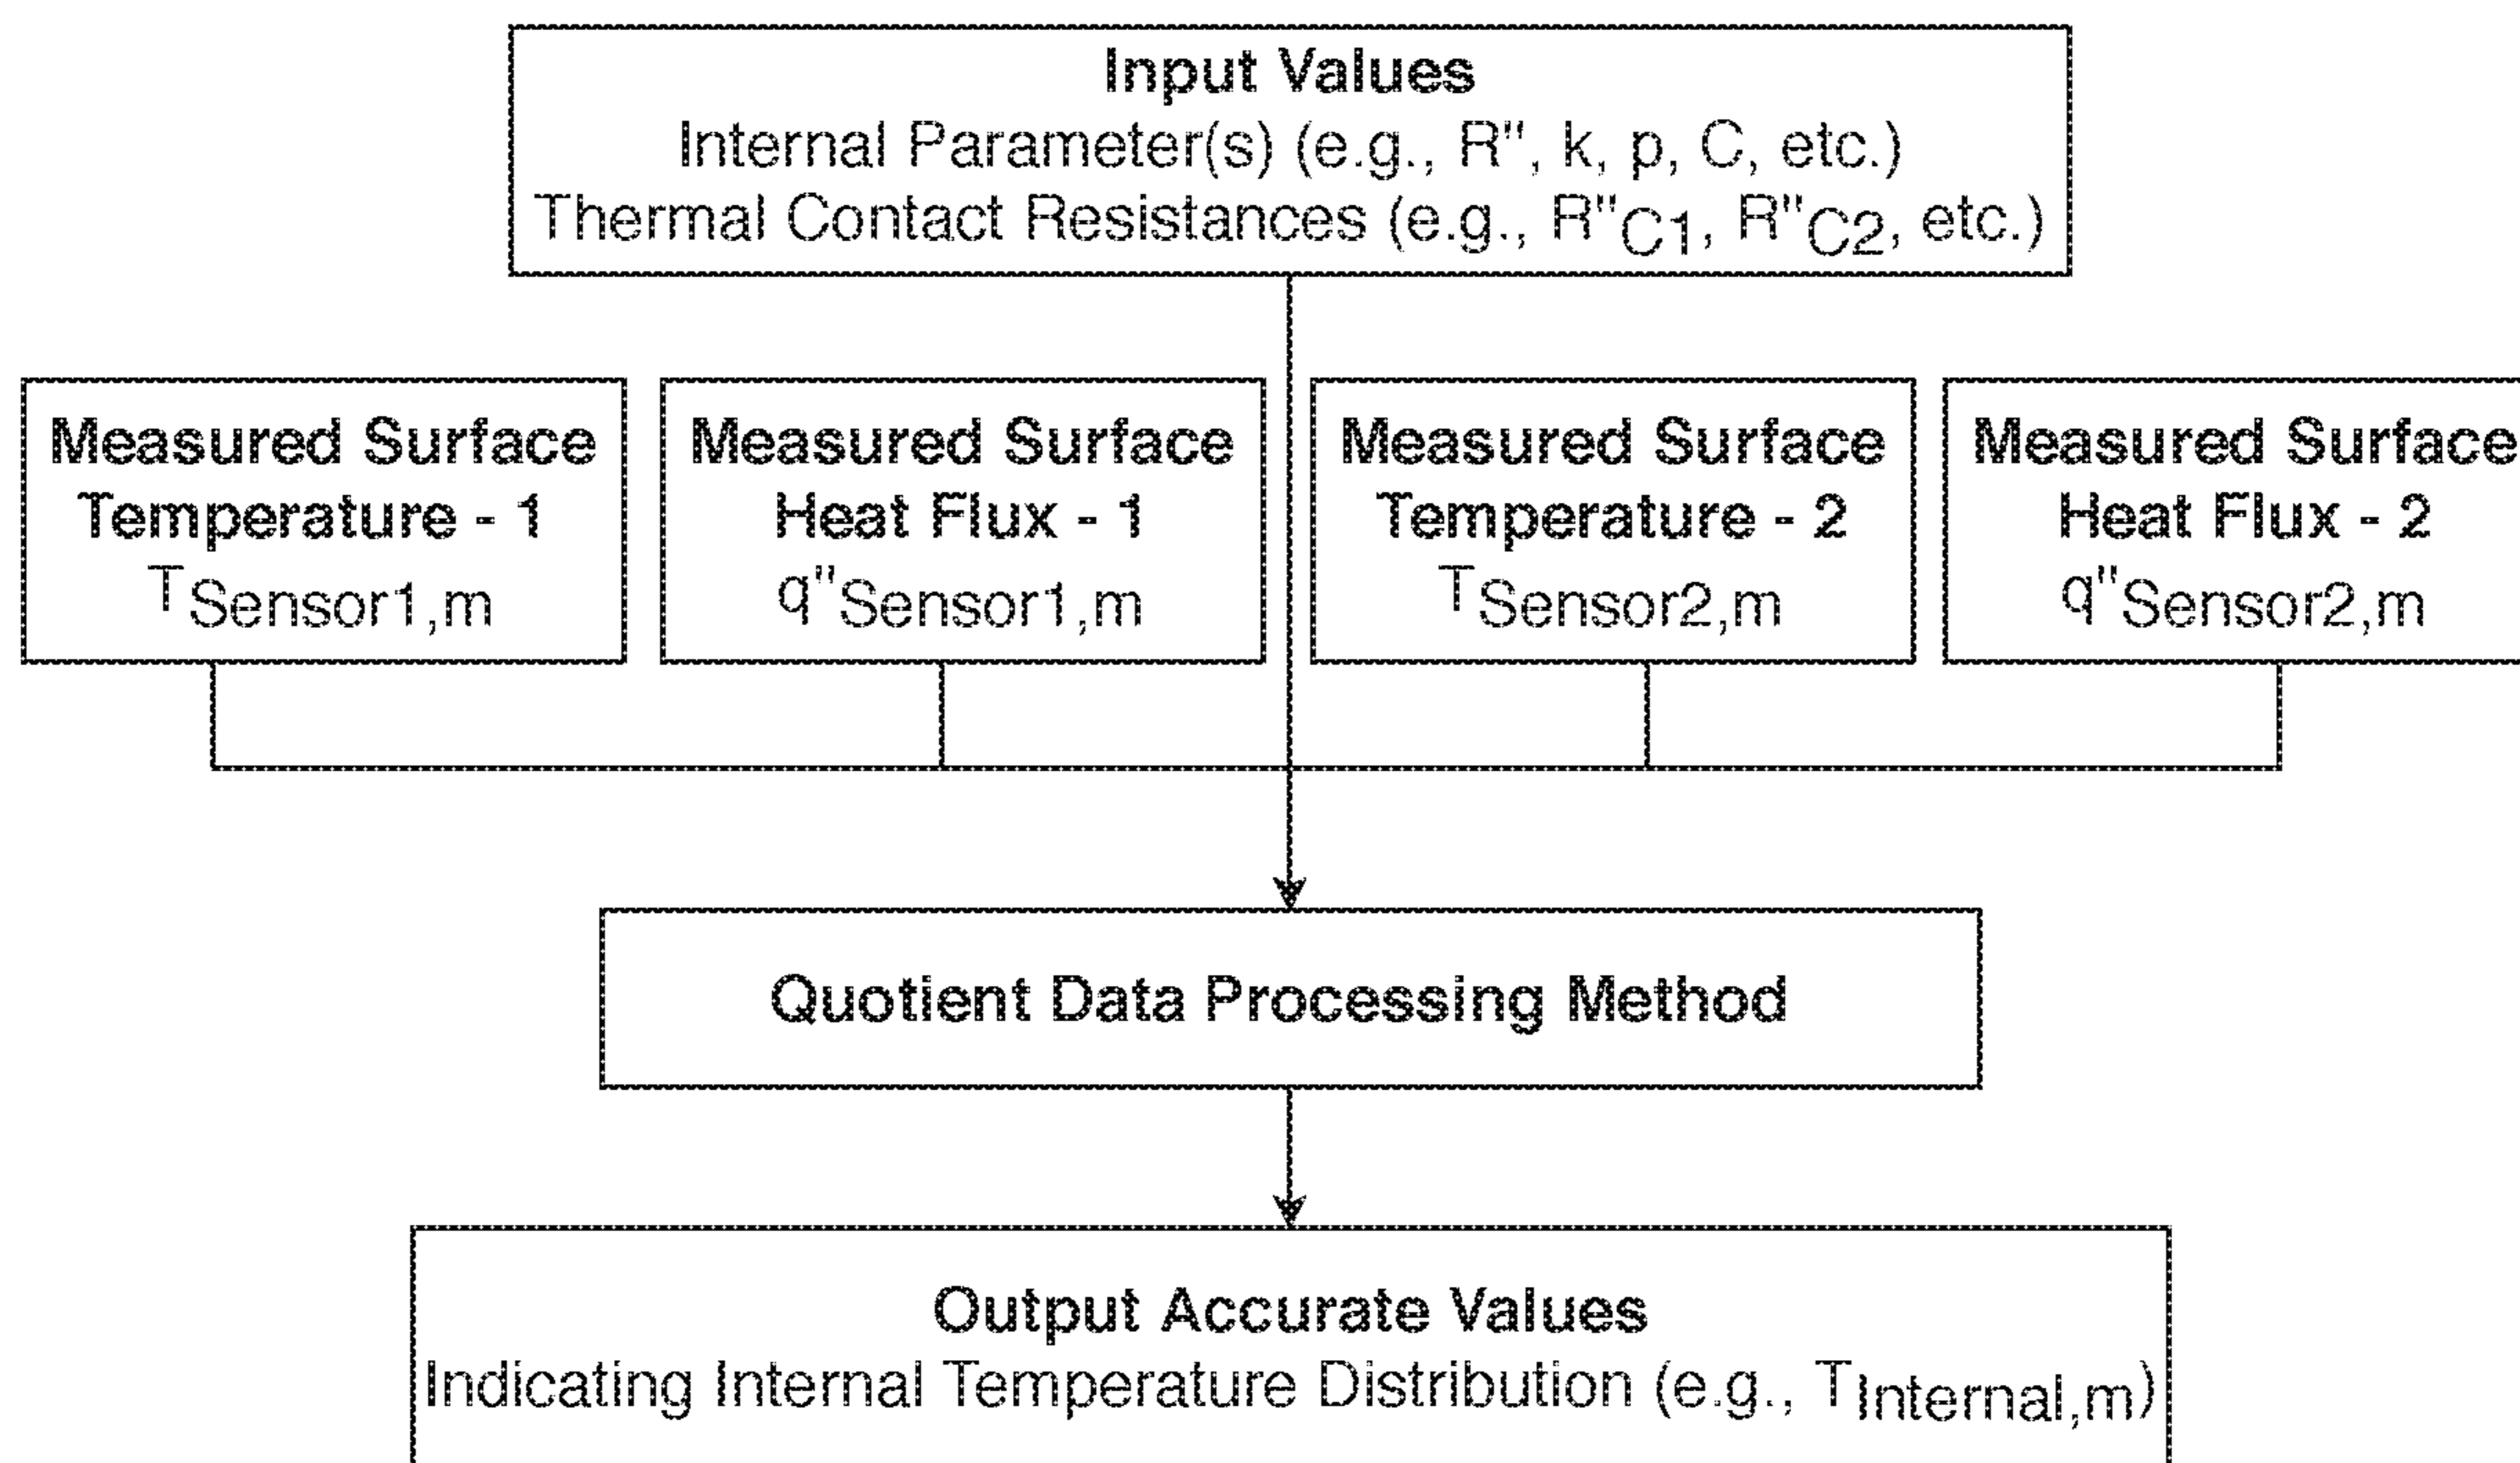 Input Values
Internal Parameter(s) (e.g., R", k, p, C, etc.)
Thermal Contact Resistances (e.g., R"C1, R"C2, etc.)
Measured Surface
Temperature - 1
TSensor1,m
Measured Surface
Heat Flux - 1
q"Sensor1,m
Measured Surface
Temperature - 2
TSensor2,m
Measured Surface
Heat Flux - 2
q"Sensor2,m
Quotient Data Processing Method
Output Accurate Values
Indicating Internal Temperature Distribution (e.g., TInternal,m)